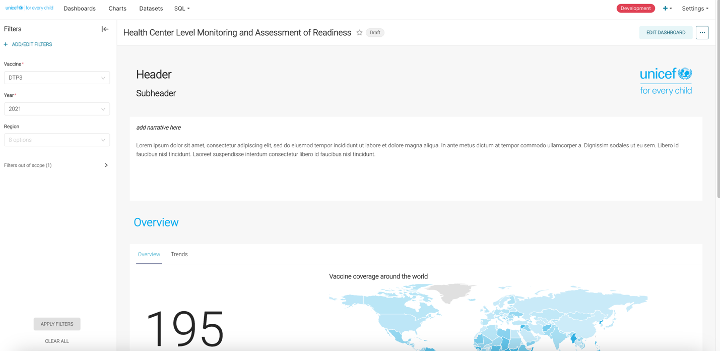 unicef for every child
Dashboards Charts Datasets SQL
Development
Settings
Filters
ADD/EDIT FILTERS
Vaccine*
DTP3
Year*
2021
Region
Filters out of scope (1)
APPLY FILTERS
CLEAR ALL
Health Center Level Monitoring and Assessment of Readiness
Draft
EDIT DASHBOARD
Header
Subheader
unicef
for every child
add narrative here
Lorem ipsum dolor sit amet, consectetur adipiscing elit, sed do eiusmod tempor incididunt ut labore et dolore magna aliqua. In ante metus dictum at tempor commodo ullamcorper a. Dignissim sodales ut eu sem. Libero id
faucibus nisl tincidunt. Laoreet suspendisse interdum consectetur libero id faucibus nisl tincidunt.
Overview
Overview Trends
Vaccine coverage around the world
195